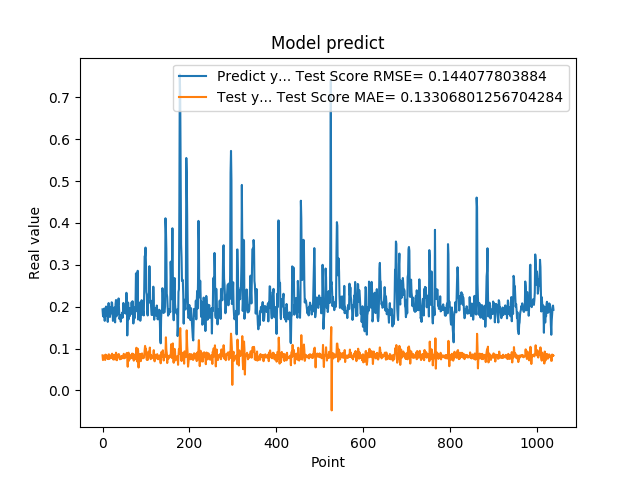 Model predict
Predict y... Test Score RMSE= 0.144077803884
Test y... Test Score MAE= 0.13306801256704284
0.7
0.6
0.5
0.4
0.3
0.2
0.1
0.0
Real value
0 200 400 600 800 1000
Point